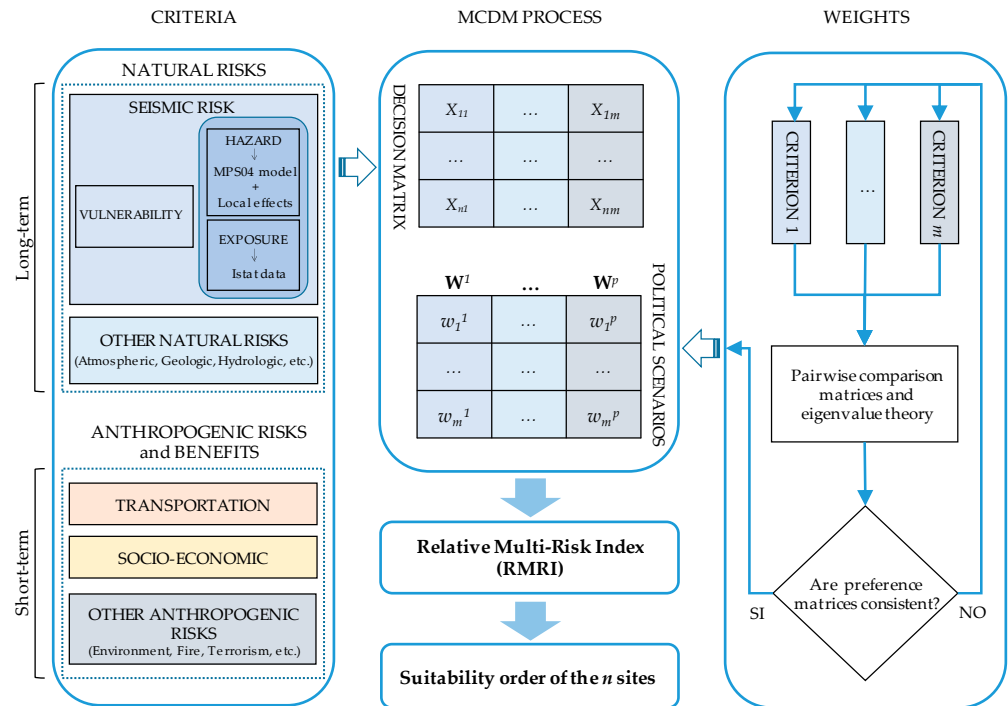 CRITERIA
NATURAL RISKS
Long-term
SEISMIC RISK
VULNERABILITY
HAZARD
→
MPS04 model
+
Local effects
EXPOSURE
→
Istat data
OTHER NATURAL RISKS
(Atmospheric, Geologic, Hydrologic, etc.)
ANTHROPOGENIC RISKS
and BENEFITS
Short-term
TRANSPORTATION
SOCIO-ECONOMIC
OTHER ANTHROPOGENIC
RISKS
(Environment, Fire, Terrorism, etc.)
MCDM PROCESS
DECISION MATRIX
X11 … X1m
… … …
Xn1 … Xnm
POLITICAL SCENARIOS
W1 … Wp
w11 … w1p
… … …
wm1 … wmp
Relative Multi-Risk Index
(RMRI)
Suitability order of the n sites
WEIGHTS
CRITERION 1
…
CRITERION m
Pairwise comparison
matrices and
eigenvalue theory
Are preference
matrices consistent?
SI
NO